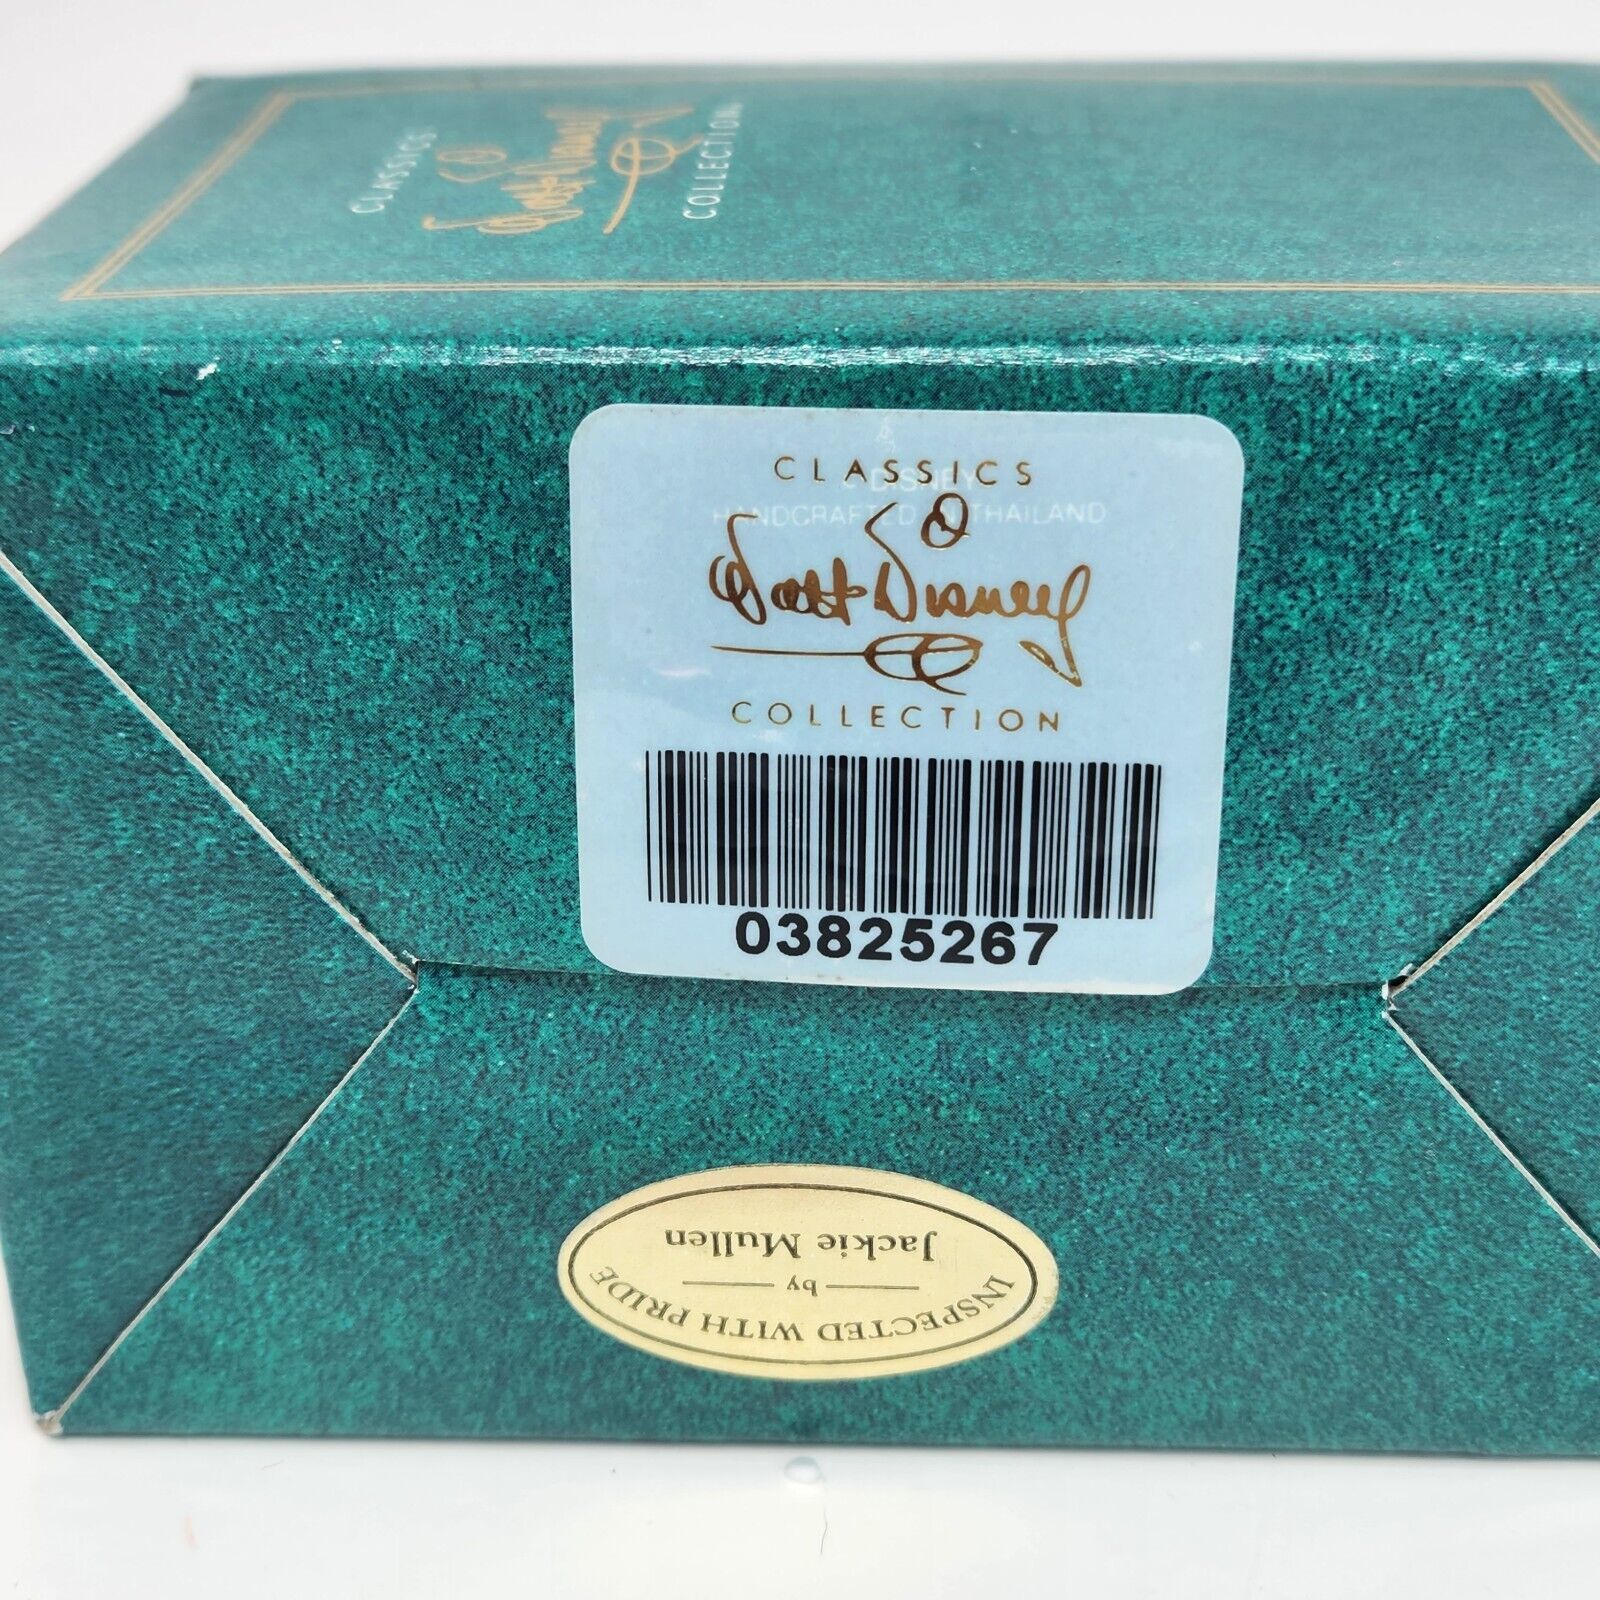 CLASSICS
Walt Disney
COLLECTION
CLASSICS
© DISNEY
HANDCRAFTED IN THAILAND
Walt Disney
COLLECTION
03825267
INSPECTED WITH PRIDE
by
Jackie Mullen